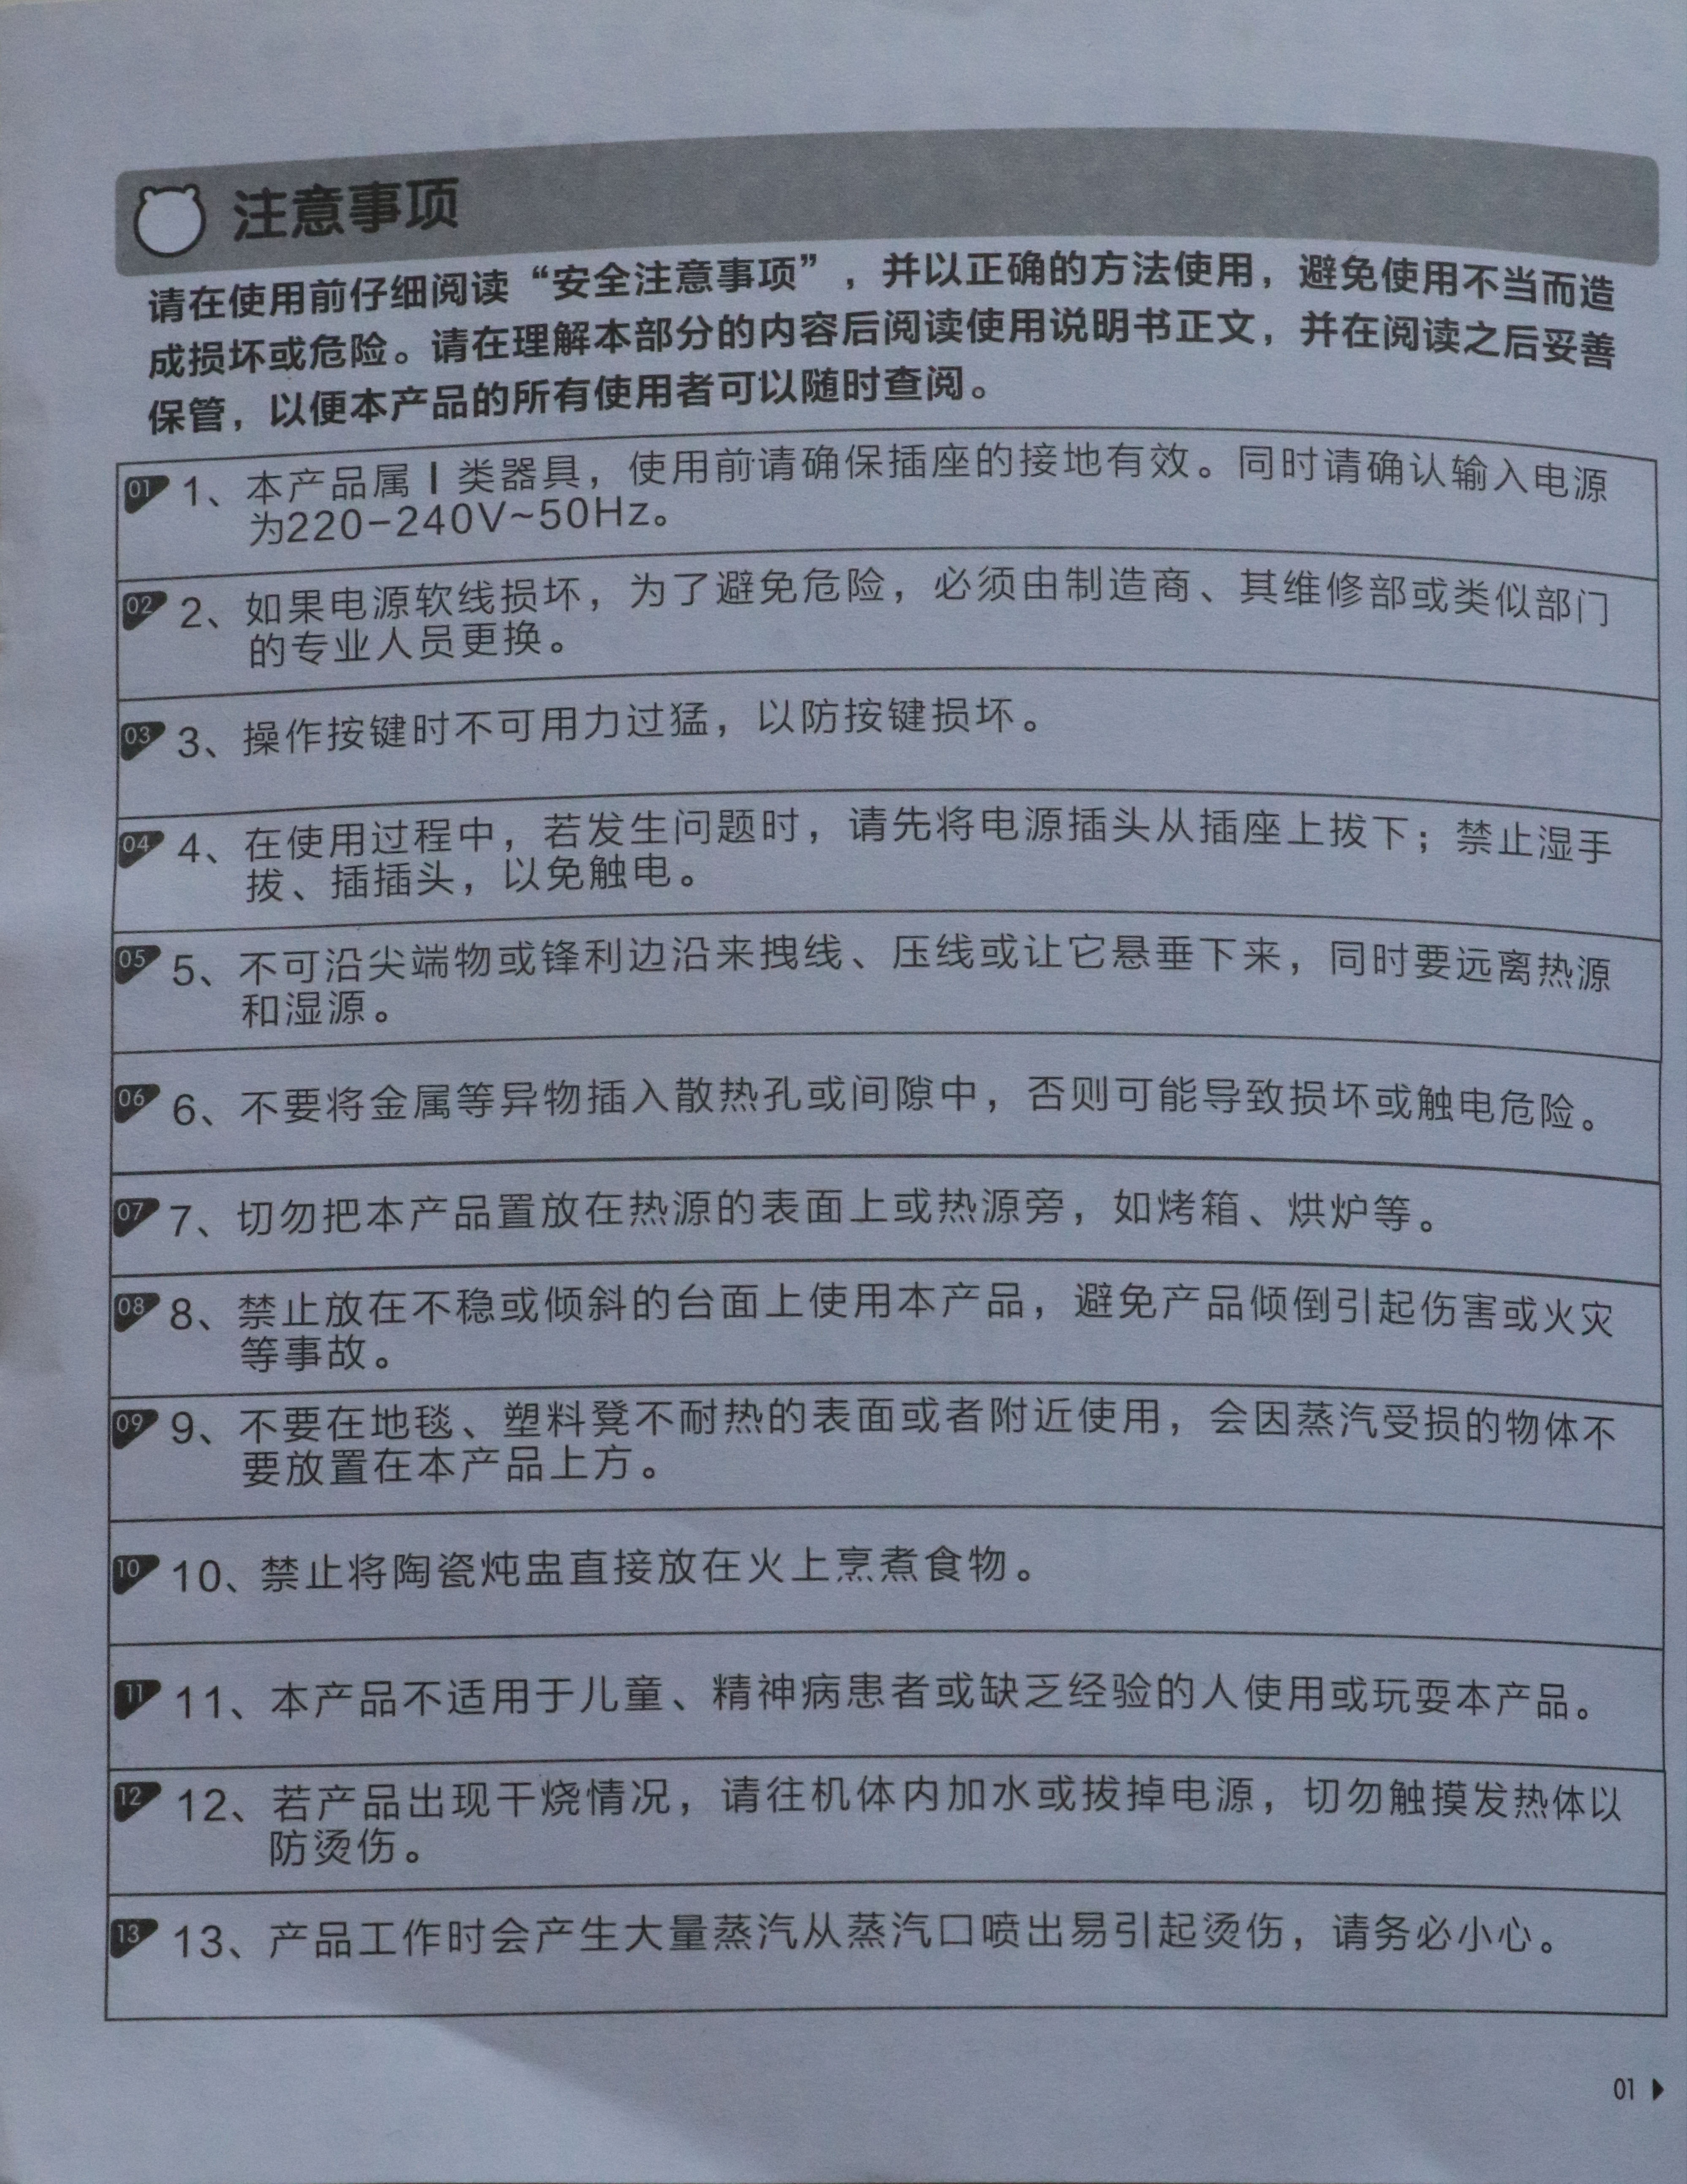 注意事项
请在使用前仔细阅读“安全注意事项”，并以正确的方法使用，避免使用不当而造
成损坏或危险。请在理解本部分的内容后阅读使用说明书正文，并在阅读之后妥善
保管，以便本产品的所有使用者可以随时查阅。
01 1、本产品属Ⅰ类器具，使用前请确保插座的接地有效。同时请确认输入电源
为220-240V~50Hz。
02 2、如果电源软线损坏，为了避免危险，必须由制造商、其维修部或类似部门
的专业人员更换。
03 3、操作按键时不可用力过猛，以防按键损坏。
04 4、在使用过程中，若发生问题时，请先将电源插头从插座上拔下；禁止湿手
拔、插插头，以免触电。
05 5、不可沿尖端物或锋利边沿来拽线、压线或让它悬垂下来，同时要远离热源
和湿源。
06 6、不要将金属等异物插入散热孔或间隙中，否则可能导致损坏或触电危险。
07 7、切勿把本产品置放在热源的表面上或热源旁，如烤箱、烘炉等。
08 8、禁止放在不稳或倾斜的台面上使用本产品，避免产品倾倒引起伤害或火灾
等事故。
09 9、不要在地毯、塑料凳不耐热的表面或者附近使用，会因蒸汽受损的物体不
要放置在本产品上方。
10 10、禁止将陶瓷炖盅直接放在火上烹煮食物。
11 11、本产品不适用于儿童、精神病患者或缺乏经验的人使用或玩耍本产品。
12 12、若产品出现干烧情况，请往机体内加水或拔掉电源，切勿触摸发热体以
防烫伤。
13 13、产品工作时会产生大量蒸汽从蒸汽口喷出易引起烫伤，请务必小心。
01